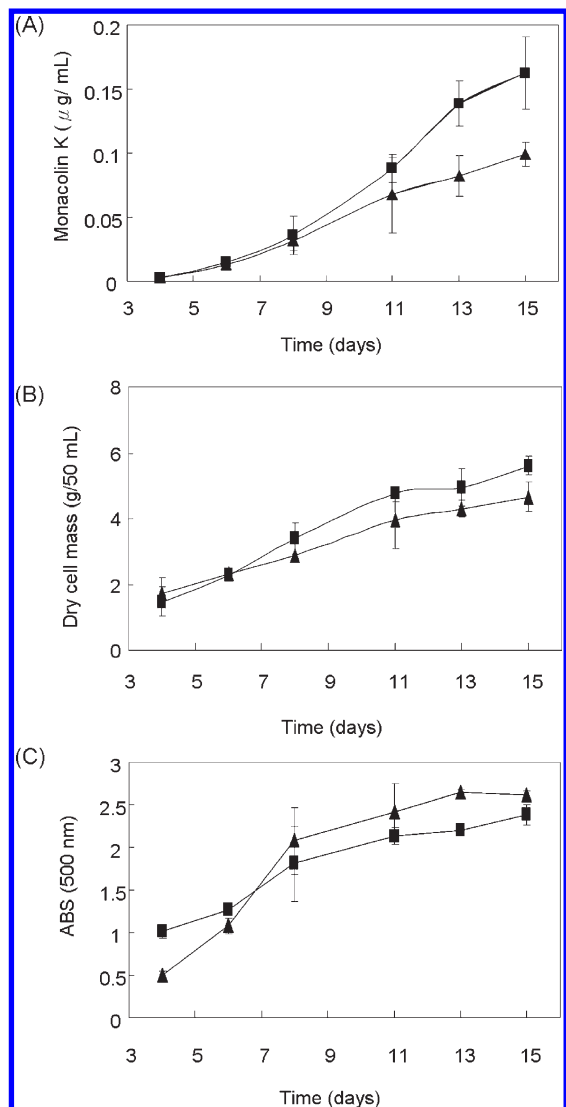 (A)
Monacolin K (μg/mL)
0.2
0.15
0.1
0.05
0
3 5 7 9 11 13 15
Time (days)
(B)
Dry cell mass (g/50 mL)
8
6
4
2
0
3 5 7 9 11 13 15
Time (days)
(C)
ABS (500 nm)
3
2.5
2
1.5
1
0.5
0
3 5 7 9 11 13 15
Time (days)